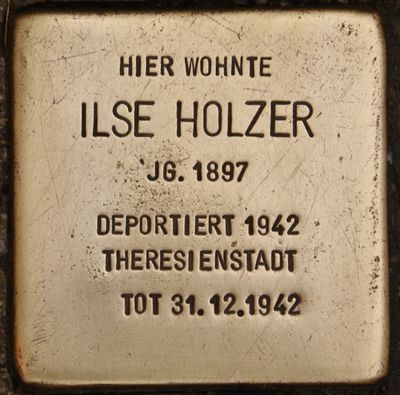 HIER WOHNTE
ILSE HOLZER
JG. 1897
DEPORTIERT 1942
THERESIENSTADT
TOT 31.12.1942